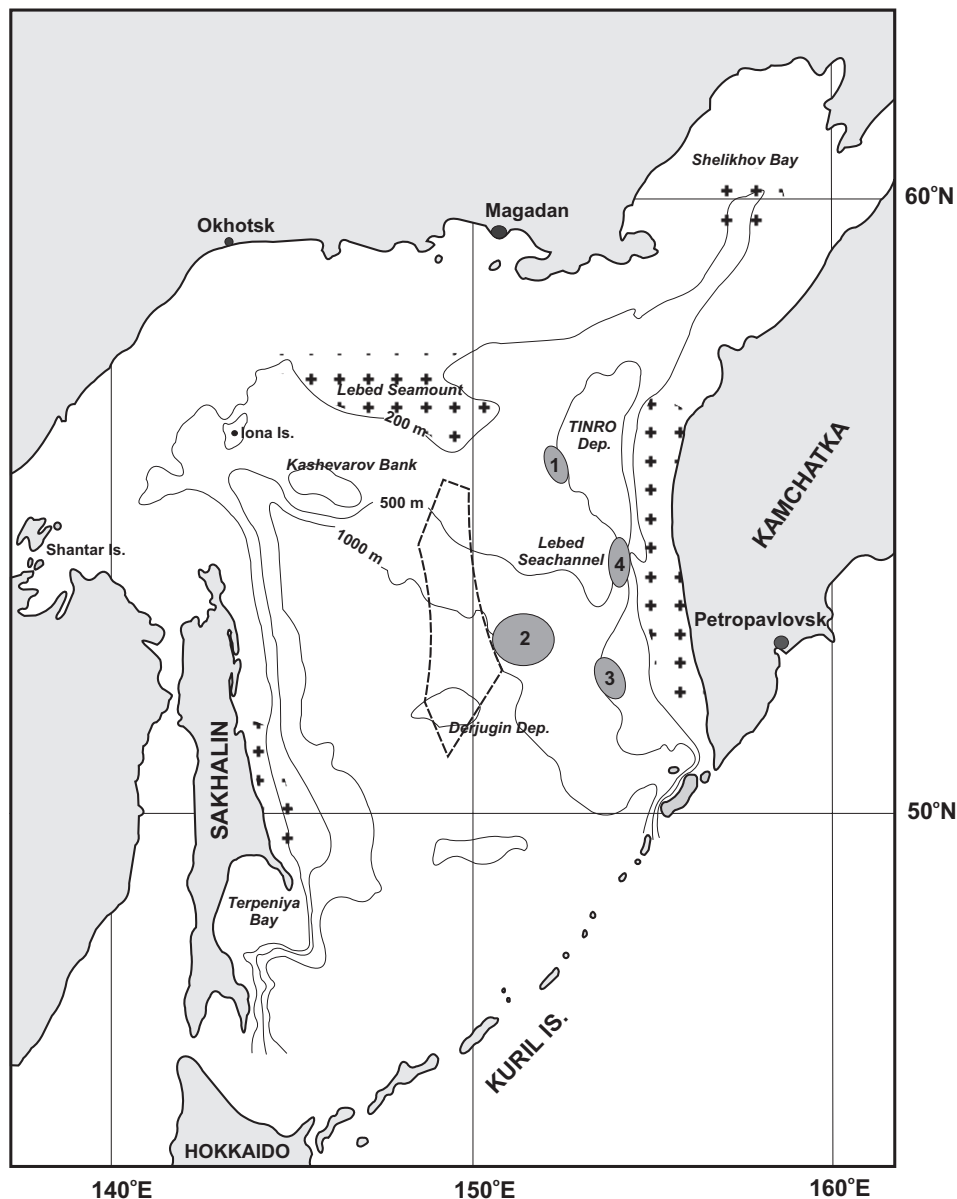 Shelikhov Bay
60°N
Magadan
Okhotsk
Lebed Seamount
200 m
TINRO
Dep.
Iona Is.
Kashevarov Bank
1
500 m
KAMCHATKA
Shantar Is.
1000 m
Lebed
Seachannel
4
Petropavlovsk
2
3
Derjugin Dep.
SAKHALIN
50°N
Terpeniya
Bay
KURIL IS.
HOKKAIDO
140°E
150°E
160°E